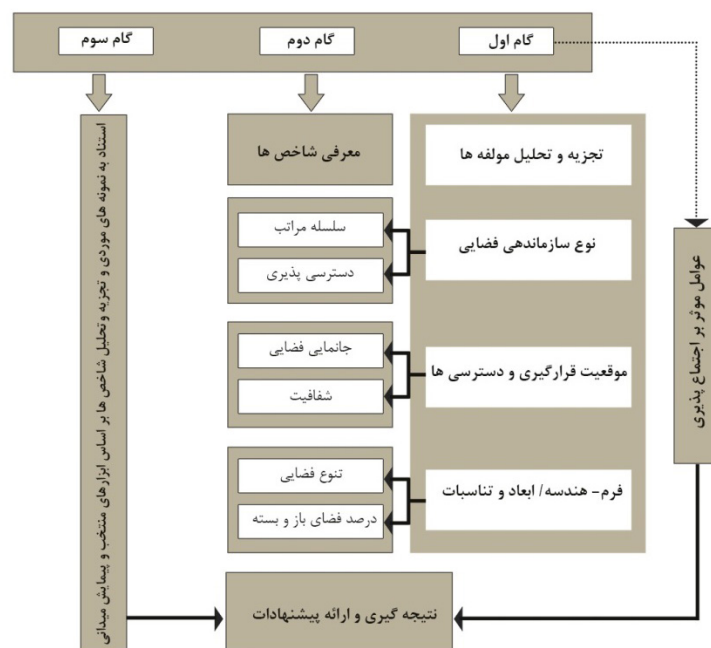 گام اول
گام دوم
گام سوم
تجزیه و تحلیل مولفه ها
معرفی شاخص ها
نوع سازماندهی فضایی
سلسله مراتب
دسترسی پذیری
موقعیت قرارگیری و دسترسی ها
جانمایی فضایی
شفافیت
فرم- هندسه/ ابعاد و تناسبات
تنوع فضایی
درصد فضای باز و بسته
عوامل موثر بر اجتماع پذیری
استناد به نمونه های موردی و تجزیه و تحلیل شاخص ها بر اساس ابزارهای منتخب و پیمایش میدانی
نتیجه گیری و ارائه پیشنهادات